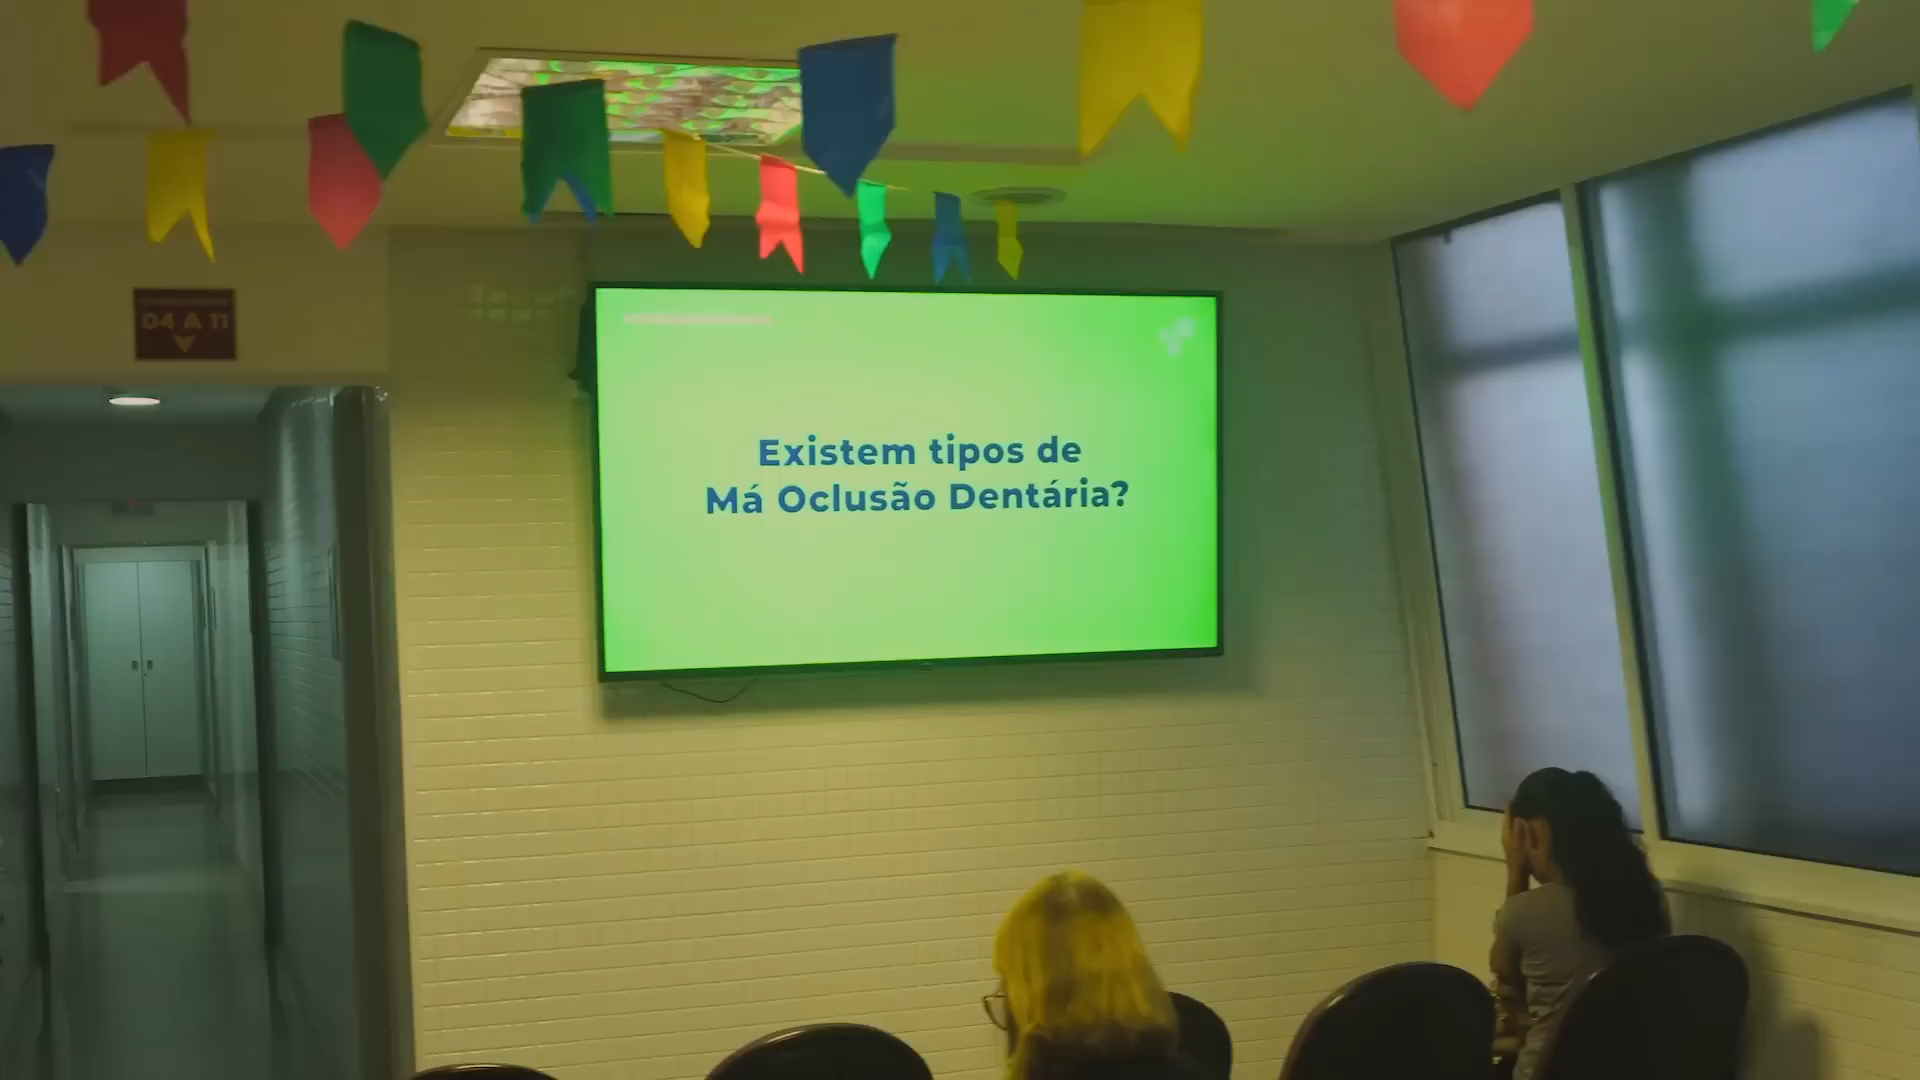 04 A 11
Existem tipos de
Má Oclusão Dentária?